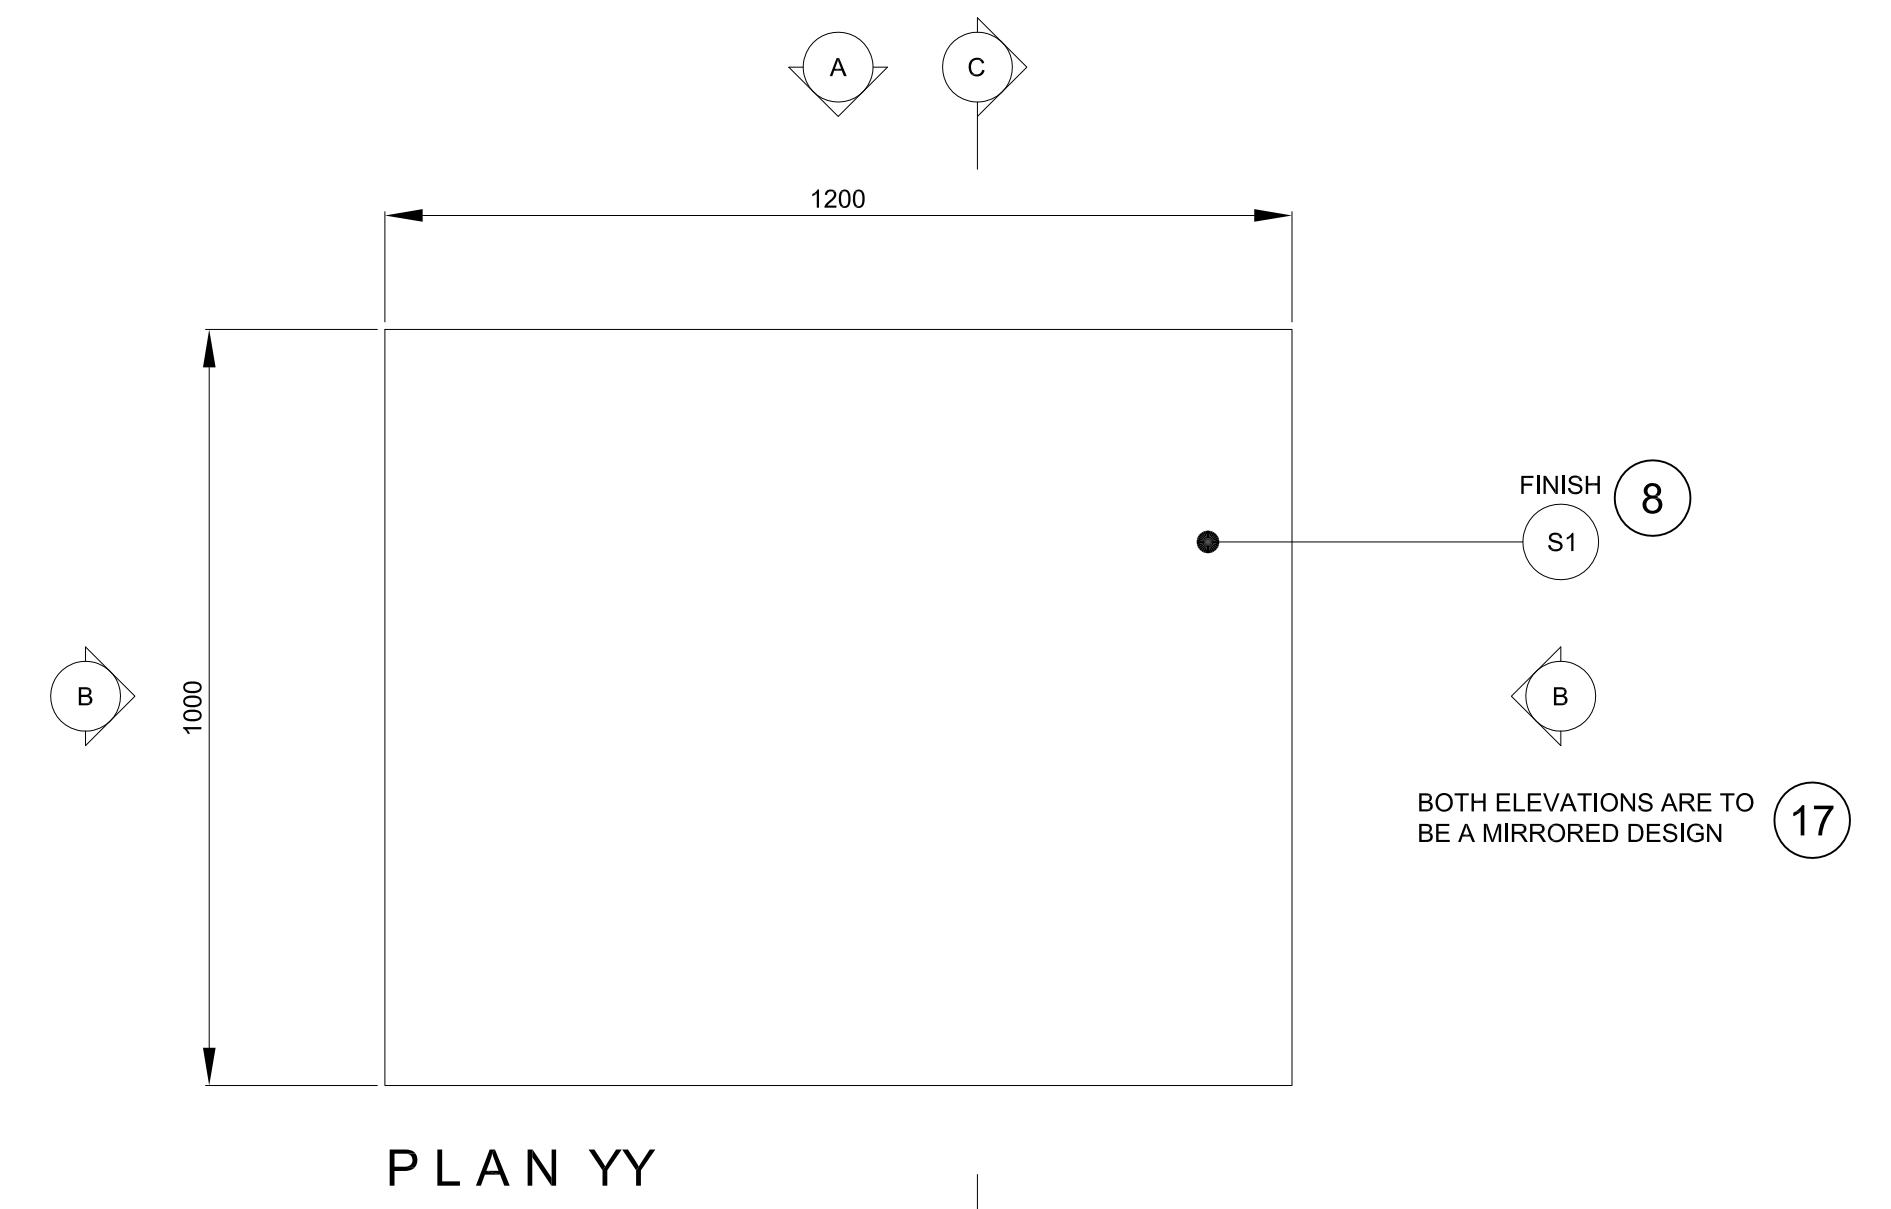 A
C
1200
FINISH
8
S1
B
1000
B
BOTH ELEVATIONS ARE TO
BE A MIRRORED DESIGN
17
PLAN YY